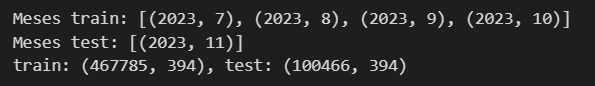 Meses train: [(2023, 7), (2023, 8), (2023, 9), (2023, 10)]
Meses test: [(2023, 11)]
train: (467785, 394), test: (100466, 394)